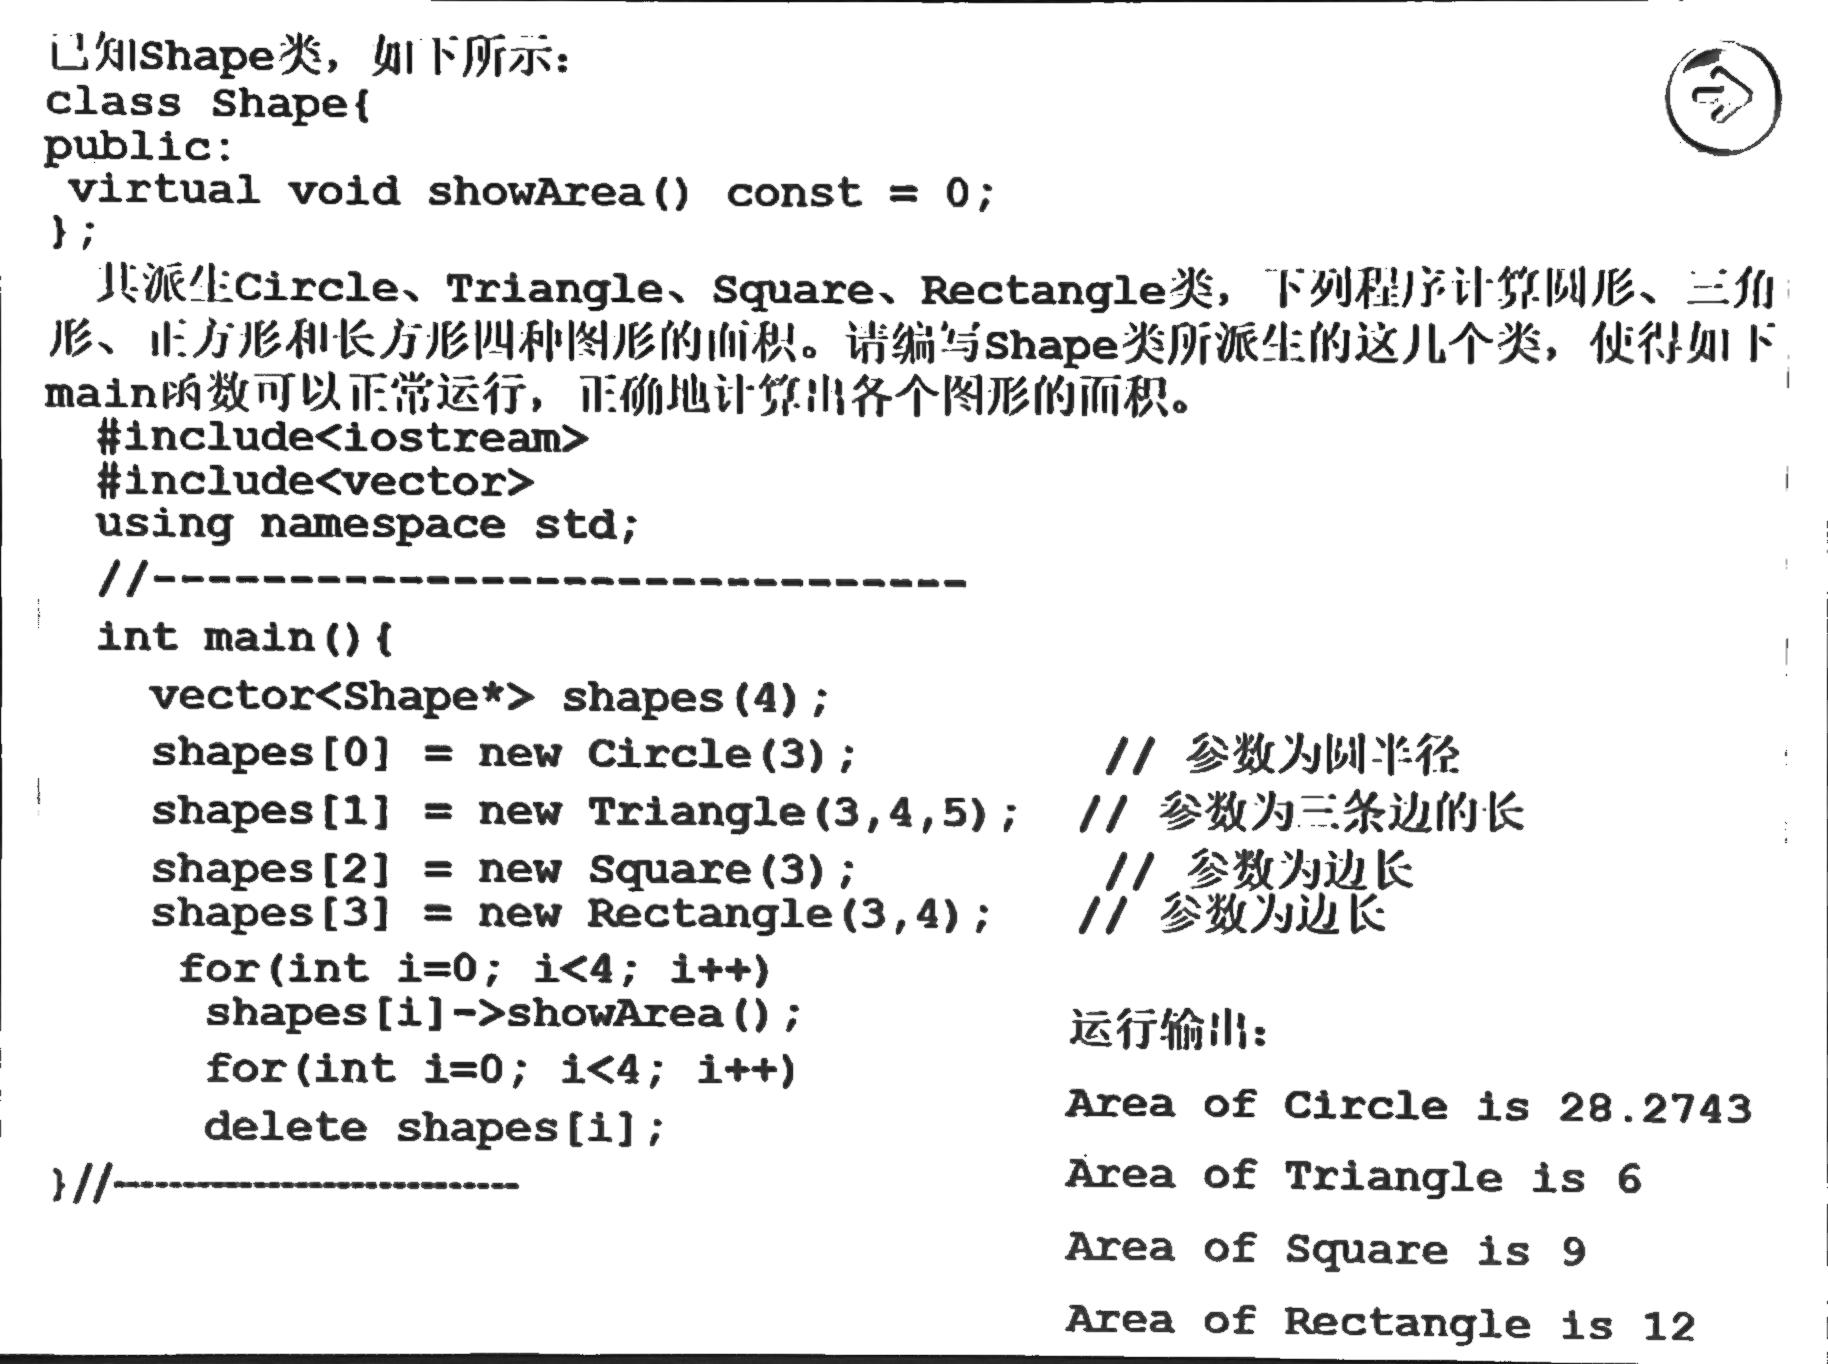 已知Shape类，如下所示：
class Shape{
public:
virtual void showArea() const = 0;
};
其派生Circle、Triangle、Square、Rectangle类，下列程序计算圆形、三角
形、正方形和长方形四种图形的面积。请编写Shape类所派生的这几个类，使得如下
main函数可以正常运行，正确地计算出各个图形的面积。
#include<iostream>
#include<vector>
using namespace std;
//------------------------------
int main(){
vector<Shape*> shapes(4);
shapes[0] = new Circle(3); // 参数为圆半径
shapes[1] = new Triangle(3,4,5); // 参数为三条边的长
shapes[2] = new Square(3); // 参数为边长
shapes[3] = new Rectangle(3,4); // 参数为边长
for(int i=0; i<4; i++)
shapes[i]->showArea();
for(int i=0; i<4; i++)
delete shapes[i];
}//---------------------------
运行输出：
Area of Circle is 28.2743
Area of Triangle is 6
Area of Square is 9
Area of Rectangle is 12